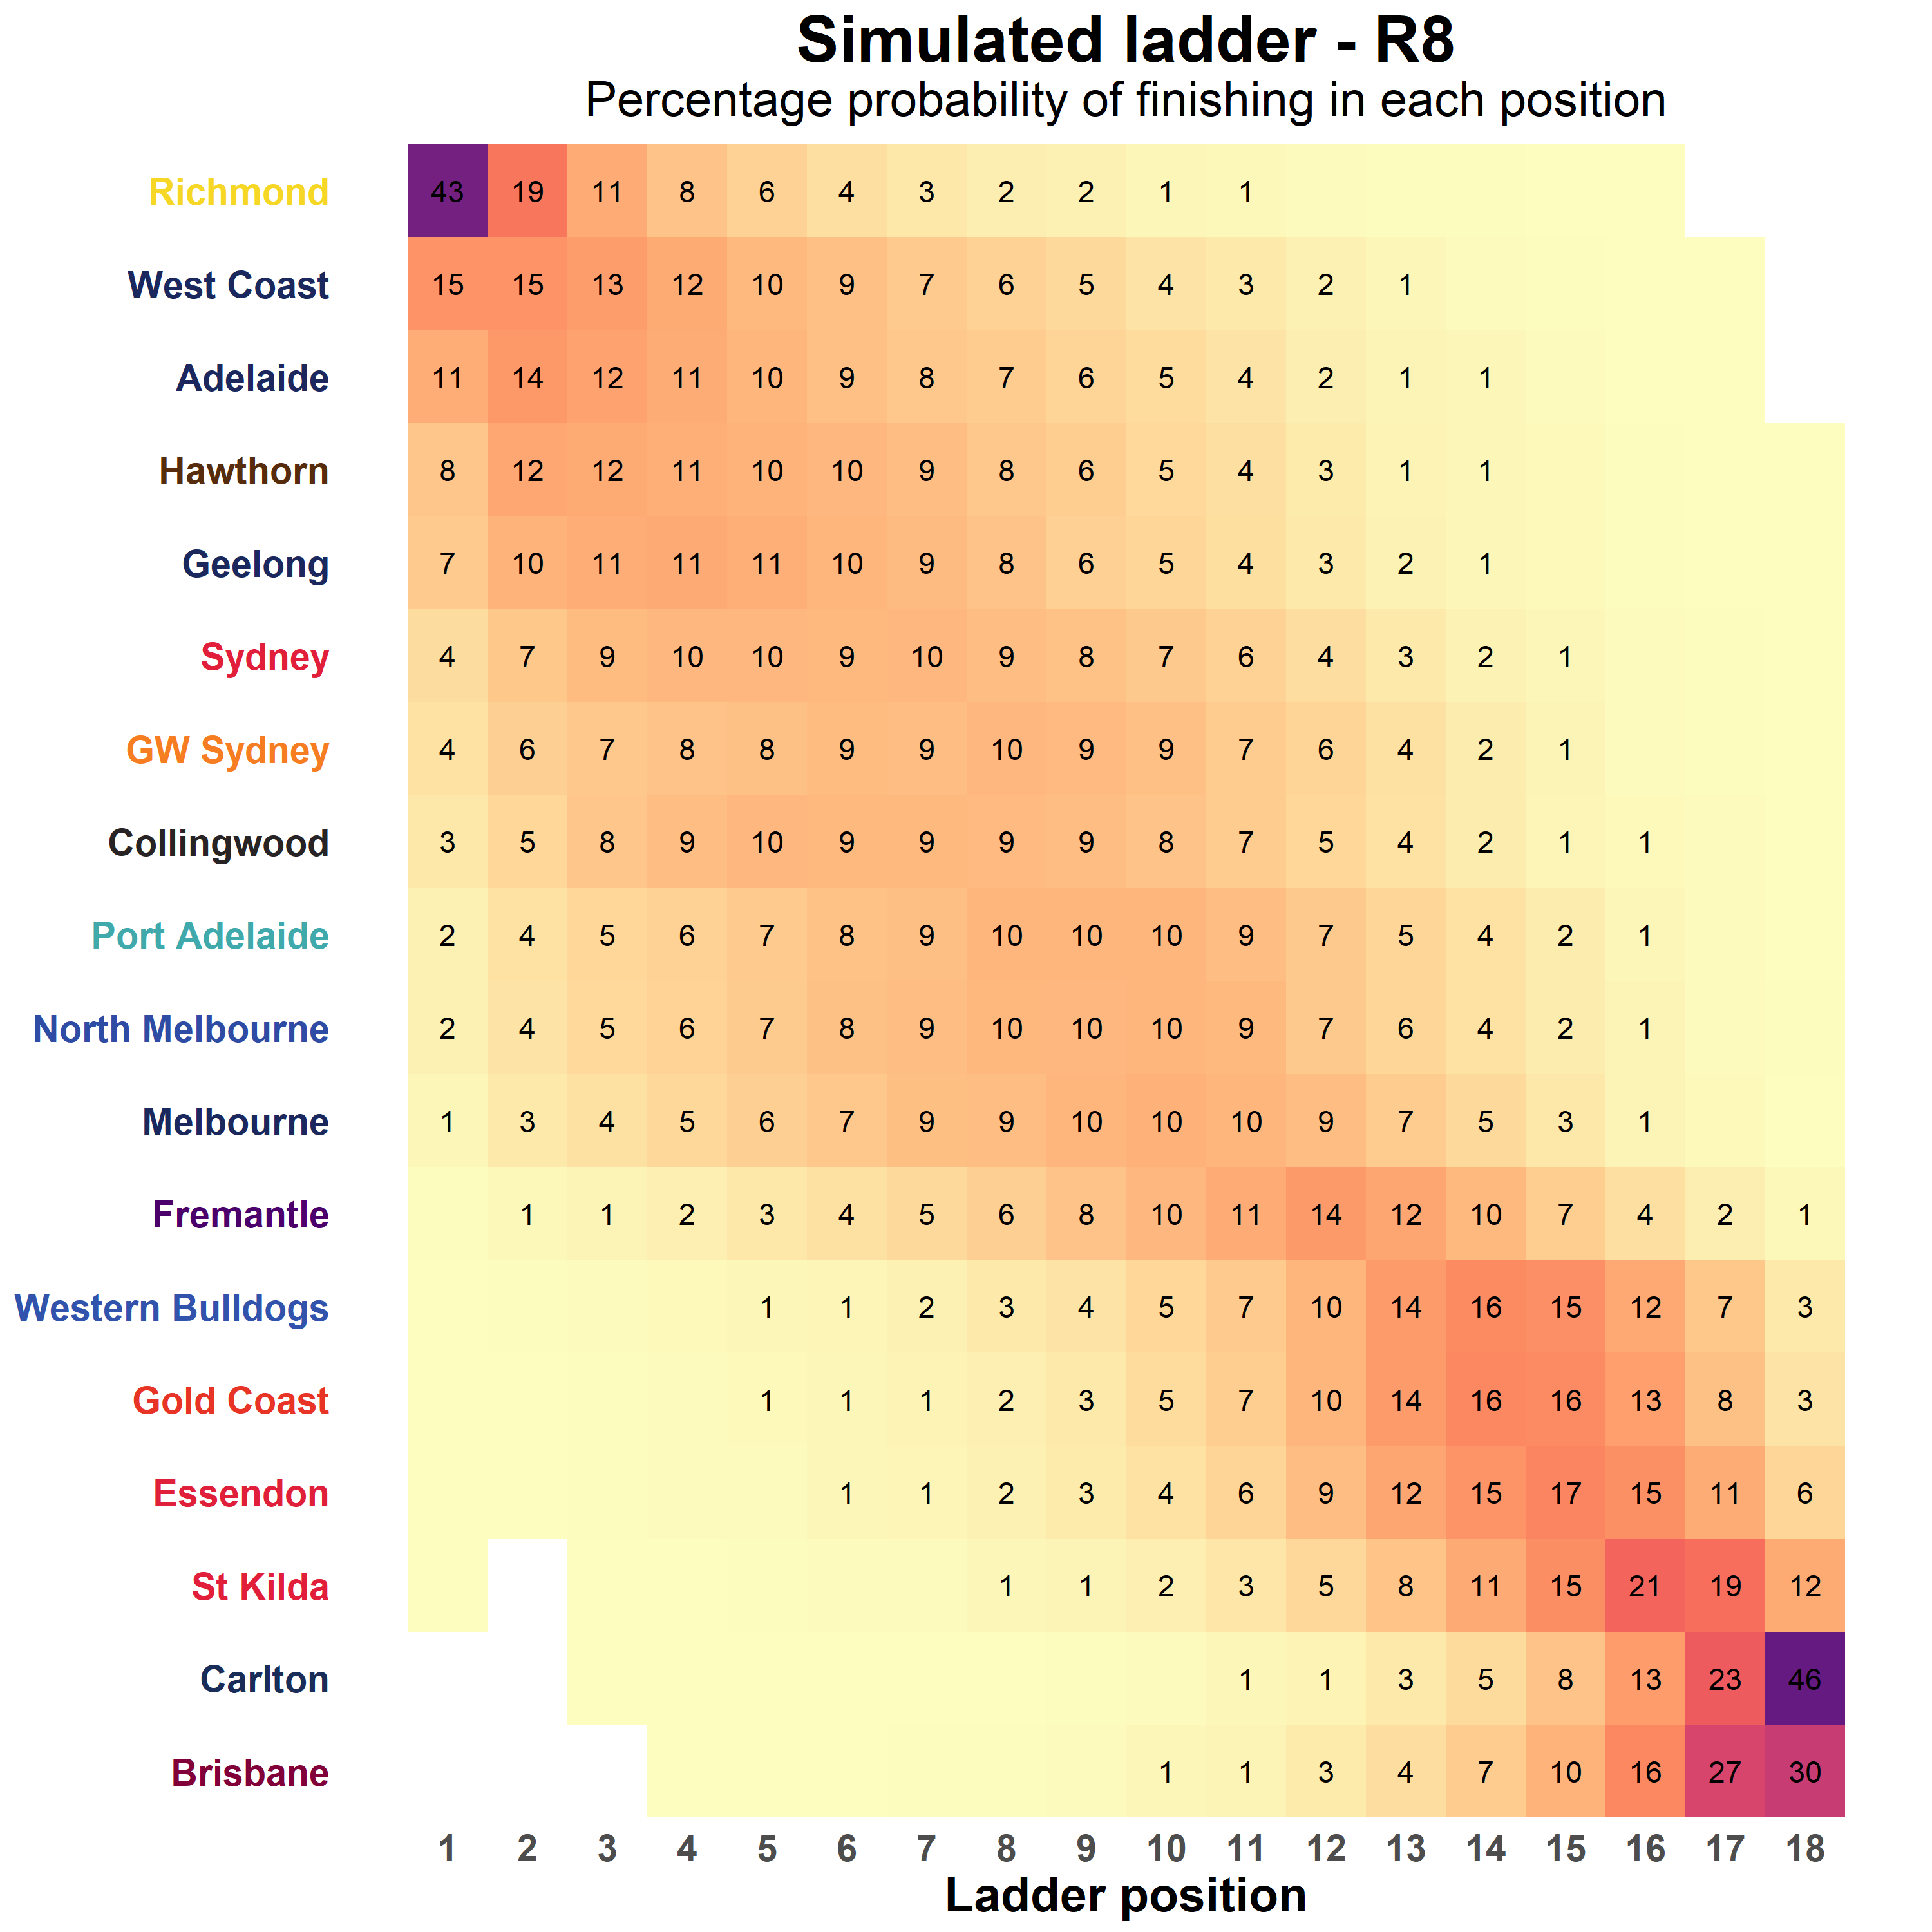 Simulated ladder - R8
Percentage probability of finishing in each position
Richmond 43 19 11 8 6 4 3 2 2 1 1
West Coast 15 15 13 12 10 9 7 6 5 4 3 2 1
Adelaide 11 14 12 11 10 9 8 7 6 5 4 2 1 1
Hawthorn 8 12 12 11 10 10 9 8 6 5 4 3 1 1
Geelong 7 10 11 11 11 10 9 8 6 5 4 3 2 1
Sydney 4 7 9 10 10 9 10 9 8 7 6 4 3 2 1
GW Sydney 4 6 7 8 8 9 9 10 9 9 7 6 4 2 1
Collingwood 3 5 8 9 10 9 9 9 9 8 7 5 4 2 1 1
Port Adelaide 2 4 5 6 7 8 9 10 10 10 9 7 5 4 2 1
North Melbourne 2 4 5 6 7 8 9 10 10 10 9 7 6 4 2 1
Melbourne 1 3 4 5 6 7 9 9 10 10 10 9 7 5 3 1
Fremantle 1 1 2 3 4 5 6 8 10 11 14 12 10 7 4 2 1
Western Bulldogs 1 1 2 3 4 5 7 10 14 16 15 12 7 3
Gold Coast 1 1 1 2 3 5 7 10 14 16 16 13 8 3
Essendon 1 1 2 3 4 6 9 12 15 17 15 11 6
St Kilda 1 1 2 3 5 8 11 15 21 19 12
Carlton 1 1 3 5 8 13 23 46
Brisbane 1 1 3 4 7 10 16 27 30
1 2 3 4 5 6 7 8 9 10 11 12 13 14 15 16 17 18
Ladder position